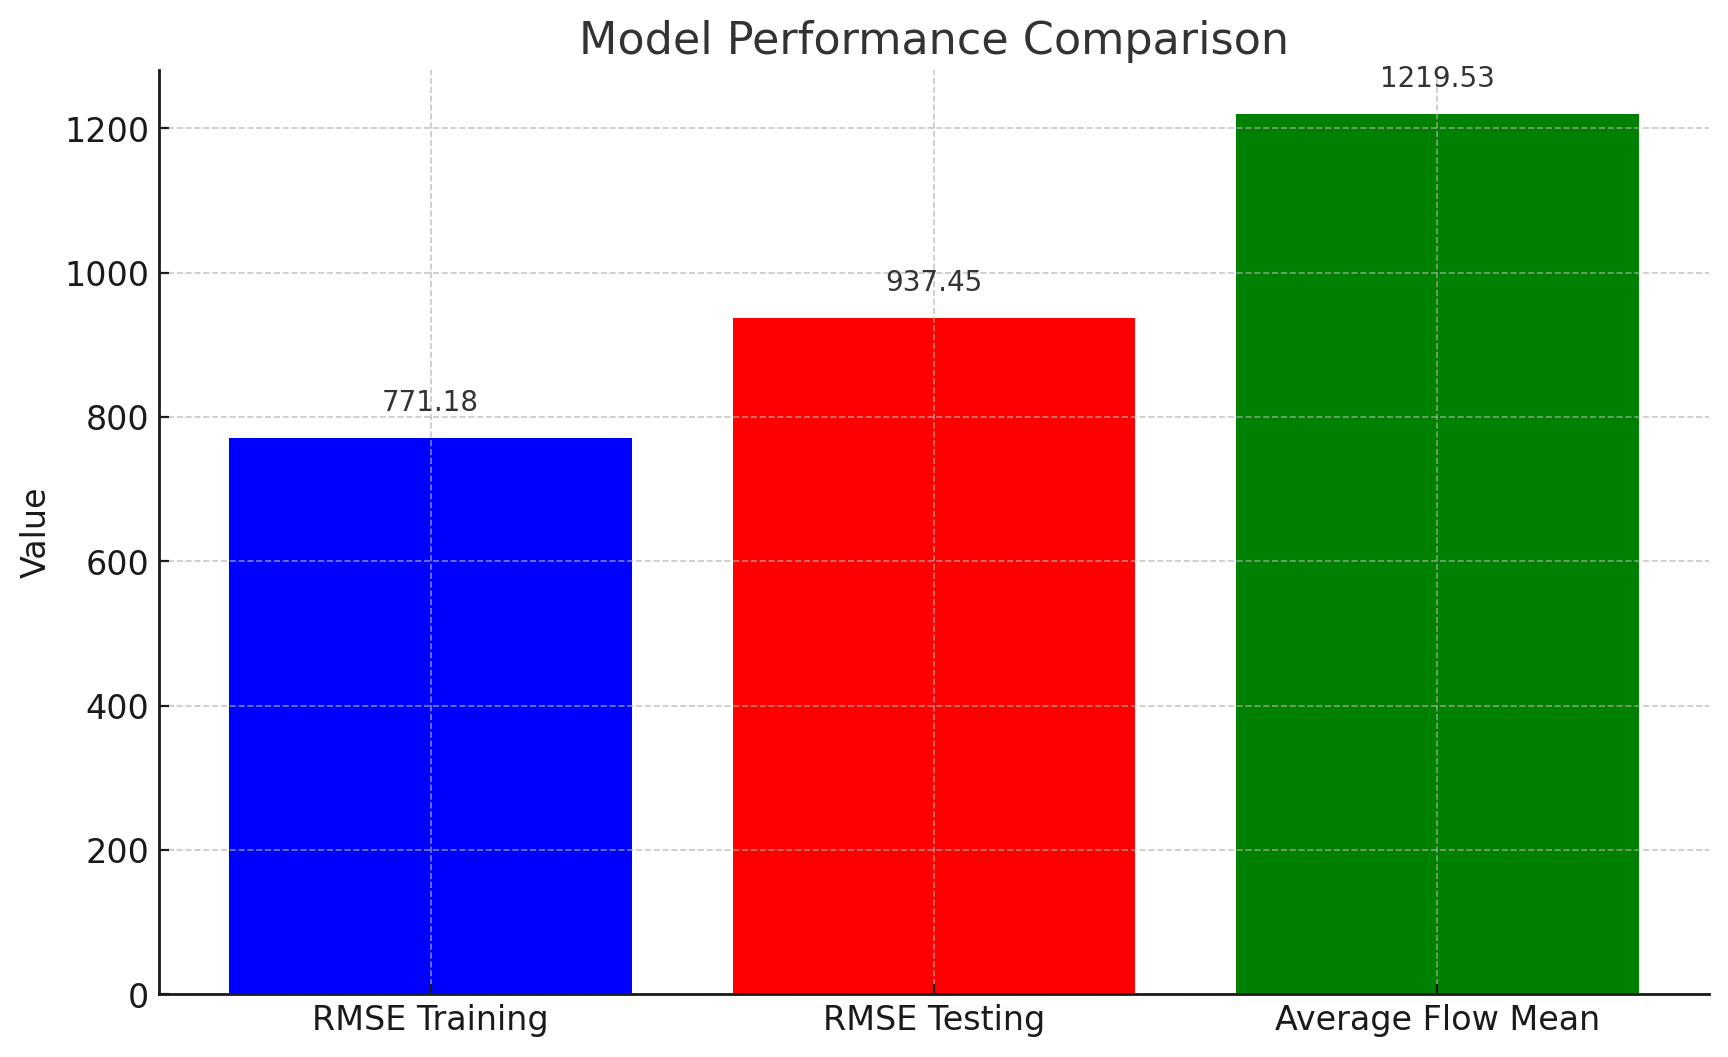 Model Performance Comparison
1219.53
1200
1000
937.45
771.18
800
Value
600
400
200
0
RMSE Training
RMSE Testing
Average Flow Mean